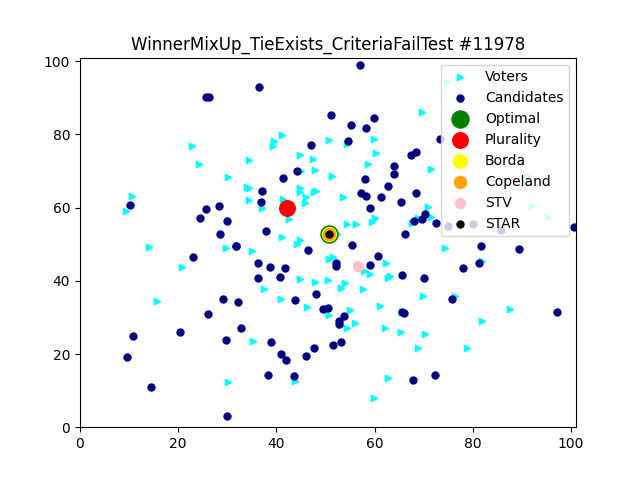 WinnerMixUp_TieExists_CriteriaFailTest #11978
100
80
60
40
20
0
0
20
40
60
80
100
Voters
Candidates
Optimal
Plurality
Borda
Copeland
STV
STAR